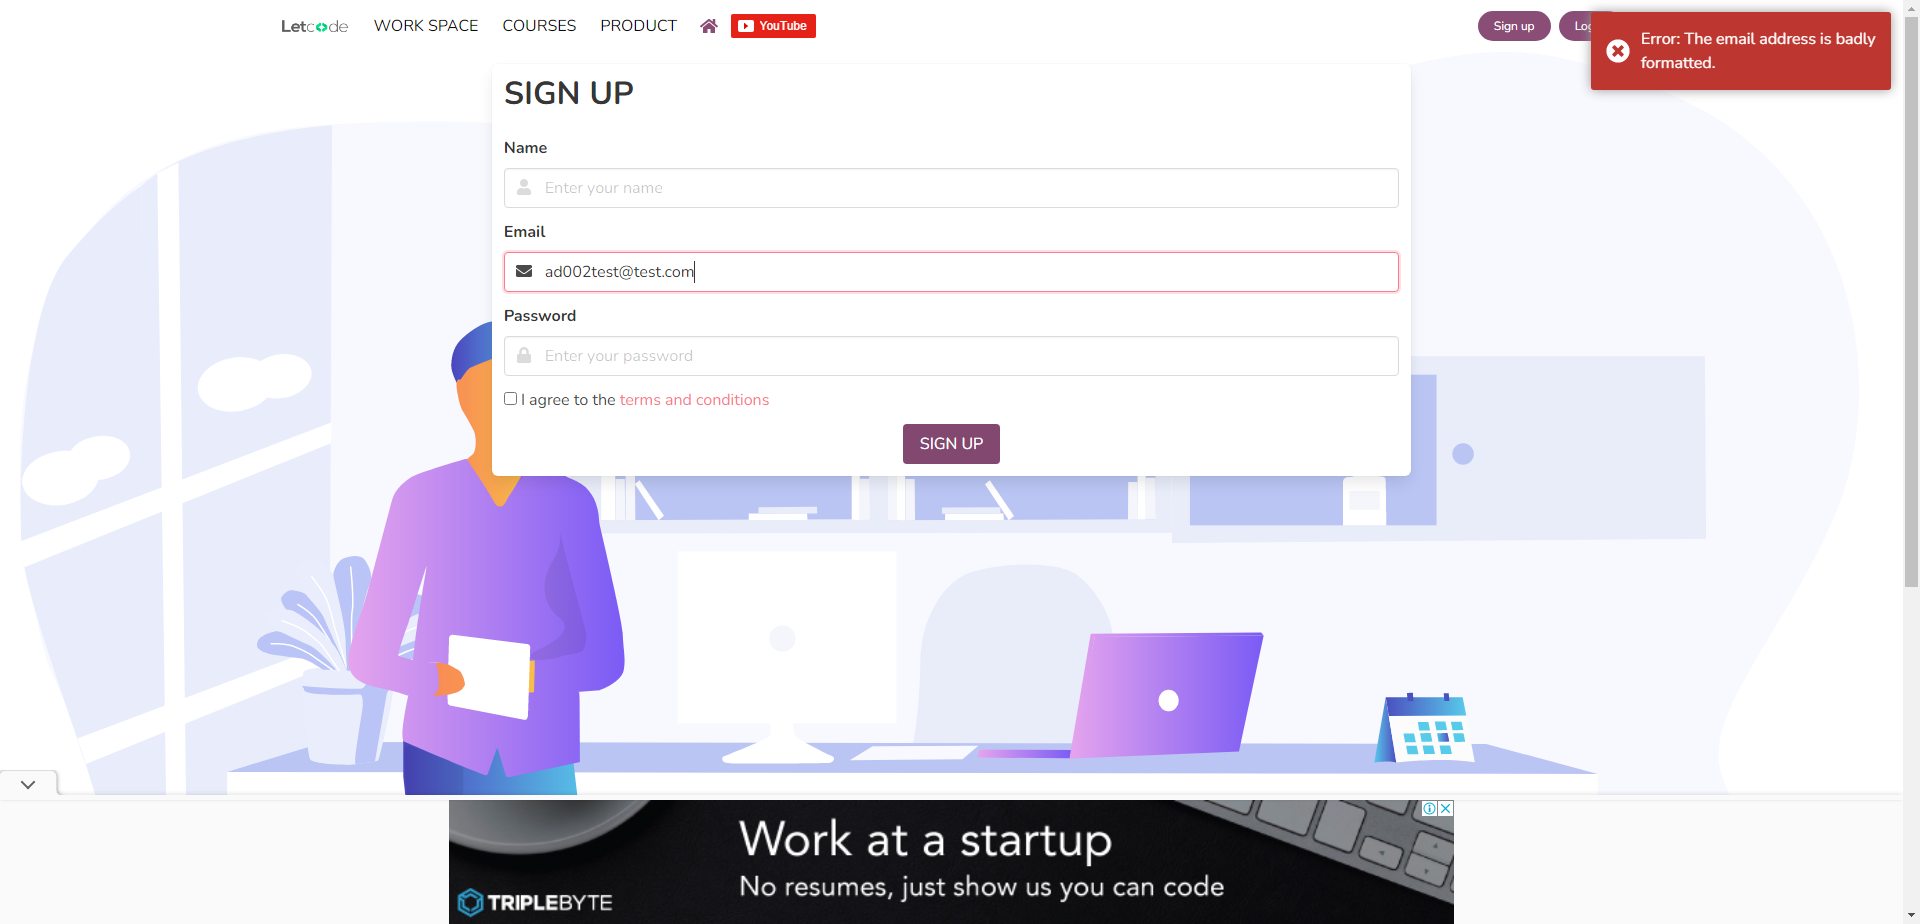 Letcode WORK SPACE COURSES PRODUCT YouTube Sign up
Error: The email address is badly
formatted.
SIGN UP
Name
Enter your name
Email
ad002test@test.com
Password
Enter your password
I agree to the terms and conditions
SIGN UP
Work at a startup
No resumes, just show us you can code
TRIPLEBYTE